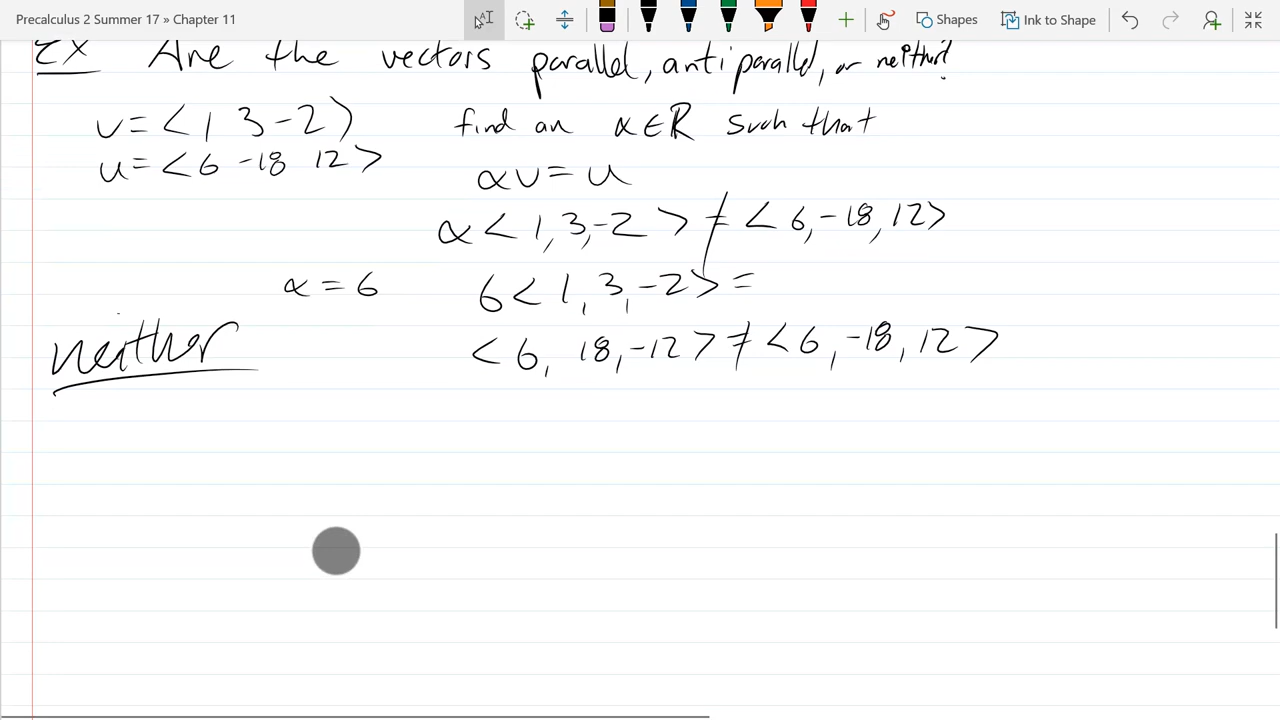 Precalculus 2 Summer 17 » Chapter 11
Shapes
Ink to Shape
Ex Are the vectors parallel, antiparallel, or neither?
v = < 1 3 -2 > find an α ∈ ℝ such that
u = < 6 -18 12 > αv = u
α < 1, 3, -2 > ≠ < 6, -18, 12 >
α = 6 6 < 1, 3, -2 > =
neither < 6, 18, -12 > ≠ < 6, -18, 12 >